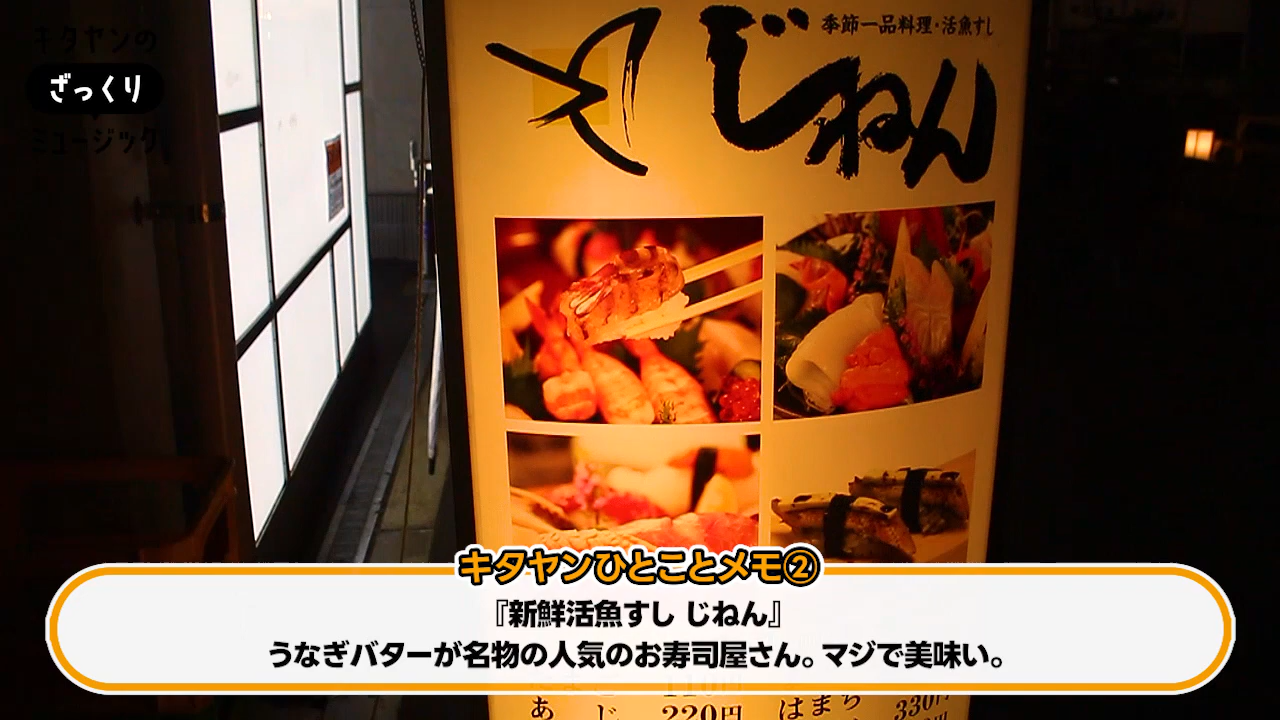 キタヤンの
ざっくり
ミュージック
季節一品料理・活魚すし
じねん
キタヤンひとことメモ②
『新鮮活魚すし じねん』
うなぎバターが名物の人気のお寿司屋さん。マジで美味い。
あじ 220円
はまち 330円